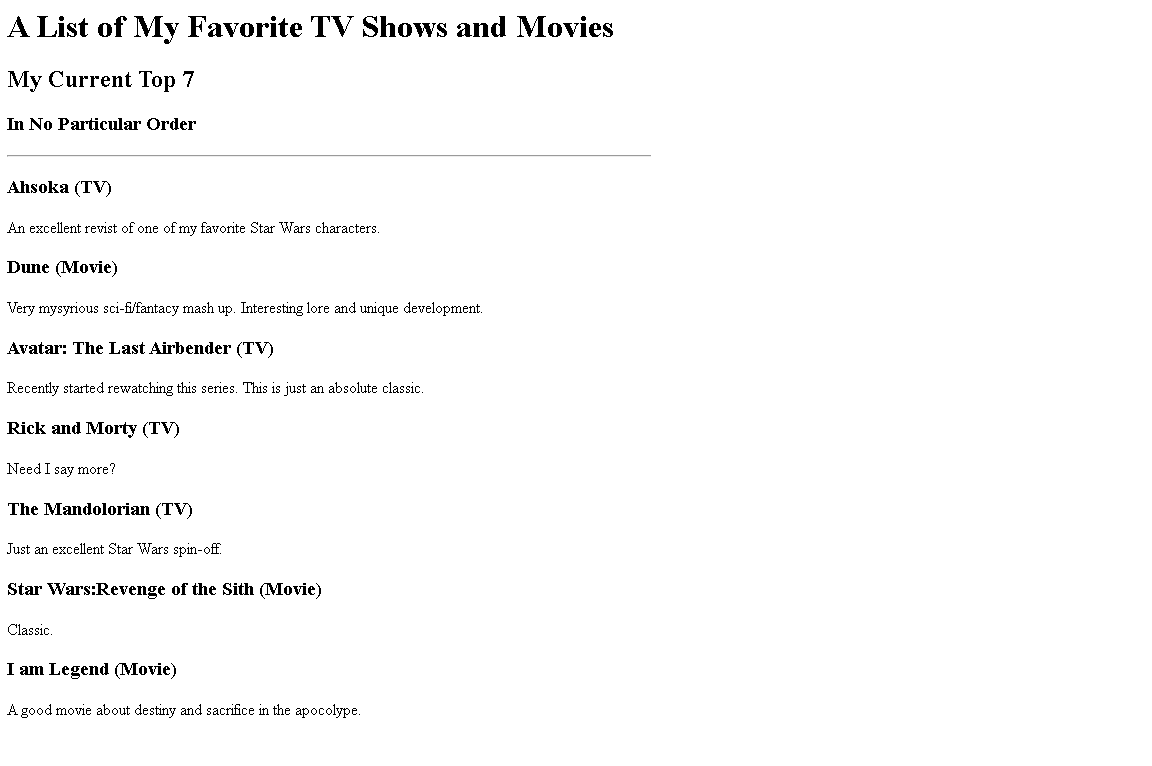 A List of My Favorite TV Shows and Movies
My Current Top 7
In No Particular Order
Ahsoka (TV)
An excellent revist of one of my favorite Star Wars characters.
Dune (Movie)
Very mysyrious sci-fi/fantacy mash up. Interesting lore and unique development.
Avatar: The Last Airbender (TV)
Recently started rewatching this series. This is just an absolute classic.
Rick and Morty (TV)
Need I say more?
The Mandolorian (TV)
Just an excellent Star Wars spin-off.
Star Wars:Revenge of the Sith (Movie)
Classic.
I am Legend (Movie)
A good movie about destiny and sacrifice in the apocolype.